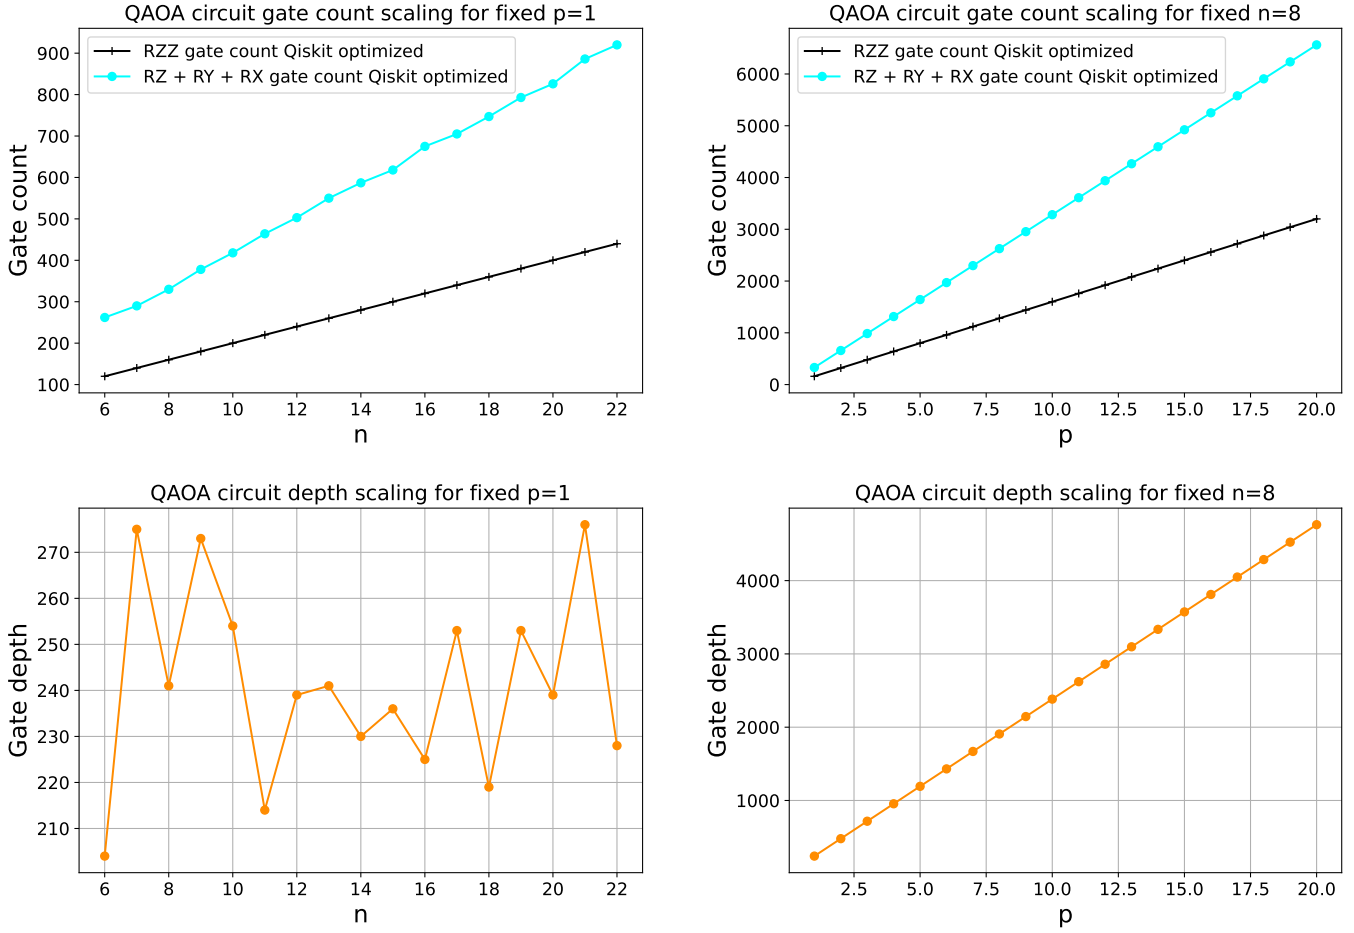 QAOA circuit gate count scaling for fixed p=1
RZZ gate count Qiskit optimized
RZ + RY + RX gate count Qiskit optimized
Gate count
900
800
700
600
500
400
300
200
100
6 8 10 12 14 16 18 20 22
n
QAOA circuit gate count scaling for fixed n=8
RZZ gate count Qiskit optimized
RZ + RY + RX gate count Qiskit optimized
Gate count
6000
5000
4000
3000
2000
1000
0
2.5 5.0 7.5 10.0 12.5 15.0 17.5 20.0
p
QAOA circuit depth scaling for fixed p=1
Gate depth
270
260
250
240
230
220
210
6 8 10 12 14 16 18 20 22
n
QAOA circuit depth scaling for fixed n=8
Gate depth
4000
3000
2000
1000
2.5 5.0 7.5 10.0 12.5 15.0 17.5 20.0
p